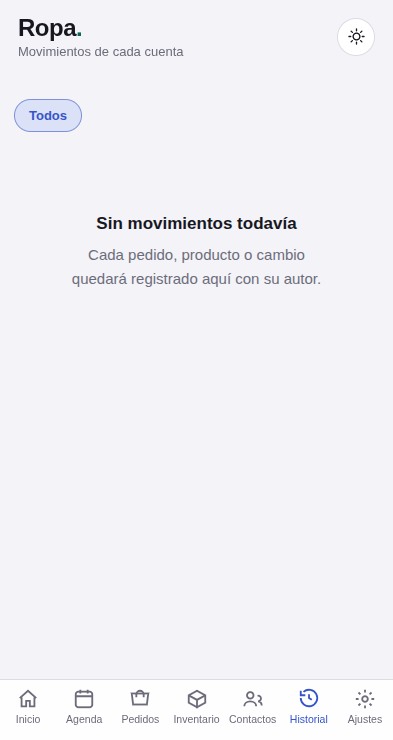 Ropa.
Movimientos de cada cuenta
Todos
Sin movimientos todavía
Cada pedido, producto o cambio
quedará registrado aquí con su autor.
Inicio
Agenda
Pedidos
Inventario
Contactos
Historial
Ajustes